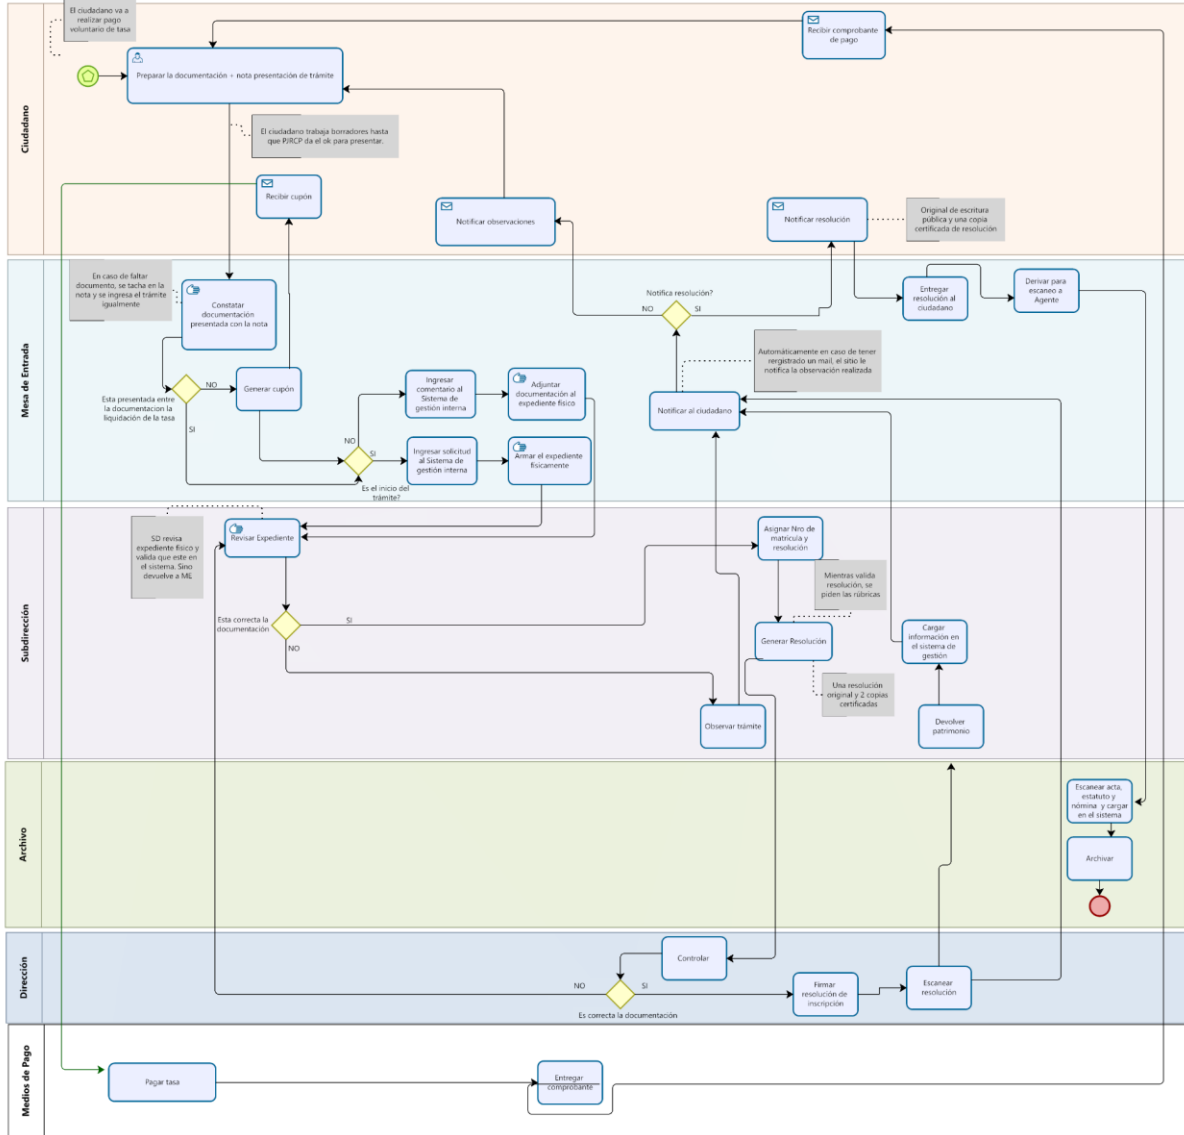 Ciudadano
El ciudadano va a
realizar pago
voluntario de tasa
Recibir comprobante
de pago
Preparar la documentación + nota presentación de trámite
El ciudadano trabaja borradores hasta
que PJRCP da el ok para presentar.
Recibir cupón
Notificar observaciones
Notificar resolución
Original de escritura
pública y una copia
certificada de resolución
Mesa de Entrada
En caso de faltar
documento, se tacha en la
nota y se ingresa el trámite
igualmente
Constatar
documentación
presentada con la nota
Notifica resolución?
NO
SI
Entregar
resolución al
ciudadano
Derivar para
escaneo a
Agente
Automáticamente en caso de tener
rergistrado un mail, el sitio le
notifica la observación realizada
Esta presentada entre
la documentacion la
liquidación de la tasa
NO
SI
Generar cupón
Ingresar
comentario al
Sistema de
gestión interna
Adjuntar
documentación al
expediente físico
Notificar al ciudadano
NO
SI
Ingresar solicitud
al Sistema de
gestión interna
Armar el expediente
físicamente
Es el inicio del
trámite?
Subdirección
SD revisa
expediente físico y
valida que este en
el sistema. Sino
devuelve a ME
Revisar Expediente
Asignar Nro de
matrícula y
resolución
Mientras valida
resolución, se
piden las rúbricas
Esta correcta la
documentación
SI
NO
Generar Resolución
Cargar
información en
el sistema de
gestión
Una resolución
original y 2 copias
certificadas
Observar trámite
Devolver
patrimonio
Archivo
Escanear acta,
estatuto y
nómina y cargar
en el sistema
Archivar
Dirección
Controlar
NO
SI
Es correcta la documentación
Firmar
resolución de
inscripción
Escanear
resolución
Medios de Pago
Pagar tasa
Entregar
comprobante